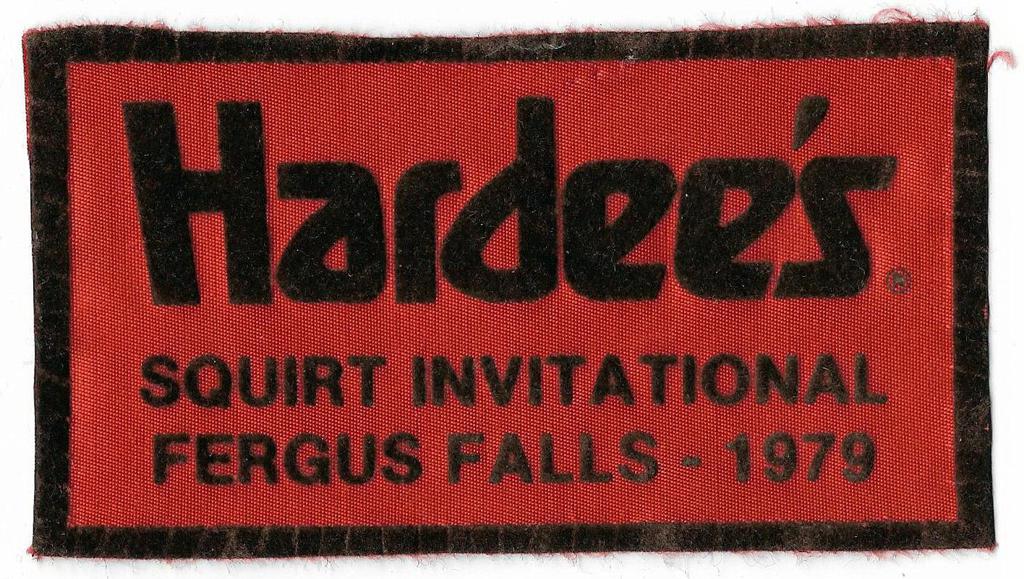 Hardee's®
SQUIRT INVITATIONAL
FERGUS FALLS - 1979